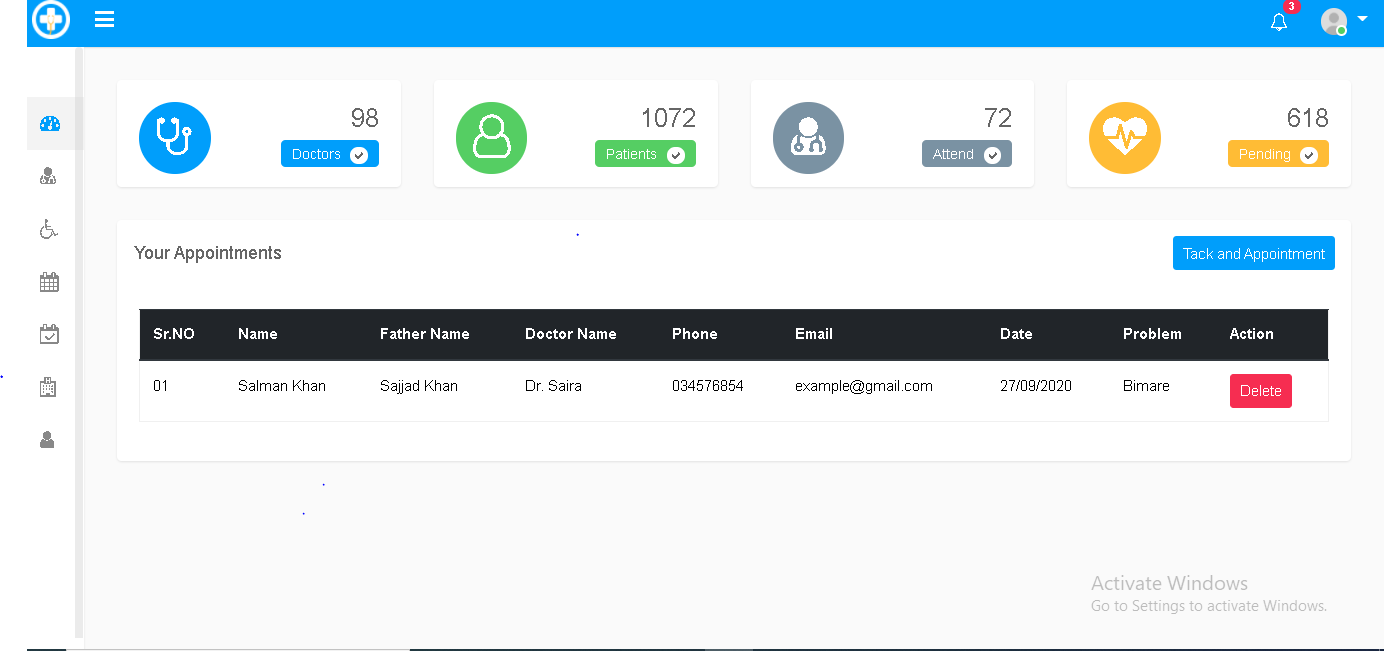 3
98
Doctors
1072
Patients
72
Attend
618
Pending
Your Appointments
Tack and Appointment
Sr.NO Name Father Name Doctor Name Phone Email Date Problem Action
01 Salman Khan Sajjad Khan Dr. Saira 034576854 example@gmail.com 27/09/2020 Bimare Delete
Activate Windows
Go to Settings to activate Windows.